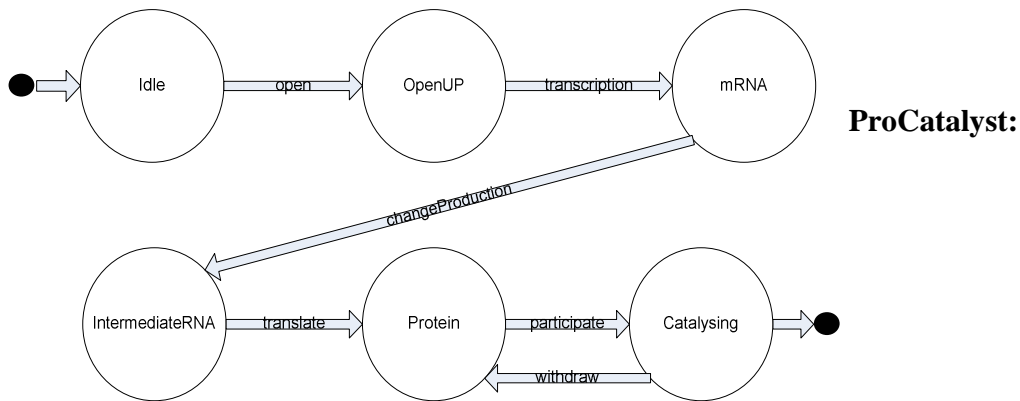 Idle
open
OpenUP
transcription
mRNA
ProCatalyst:
changeProduction
IntermediateRNA
translate
Protein
participate
Catalysing
withdraw